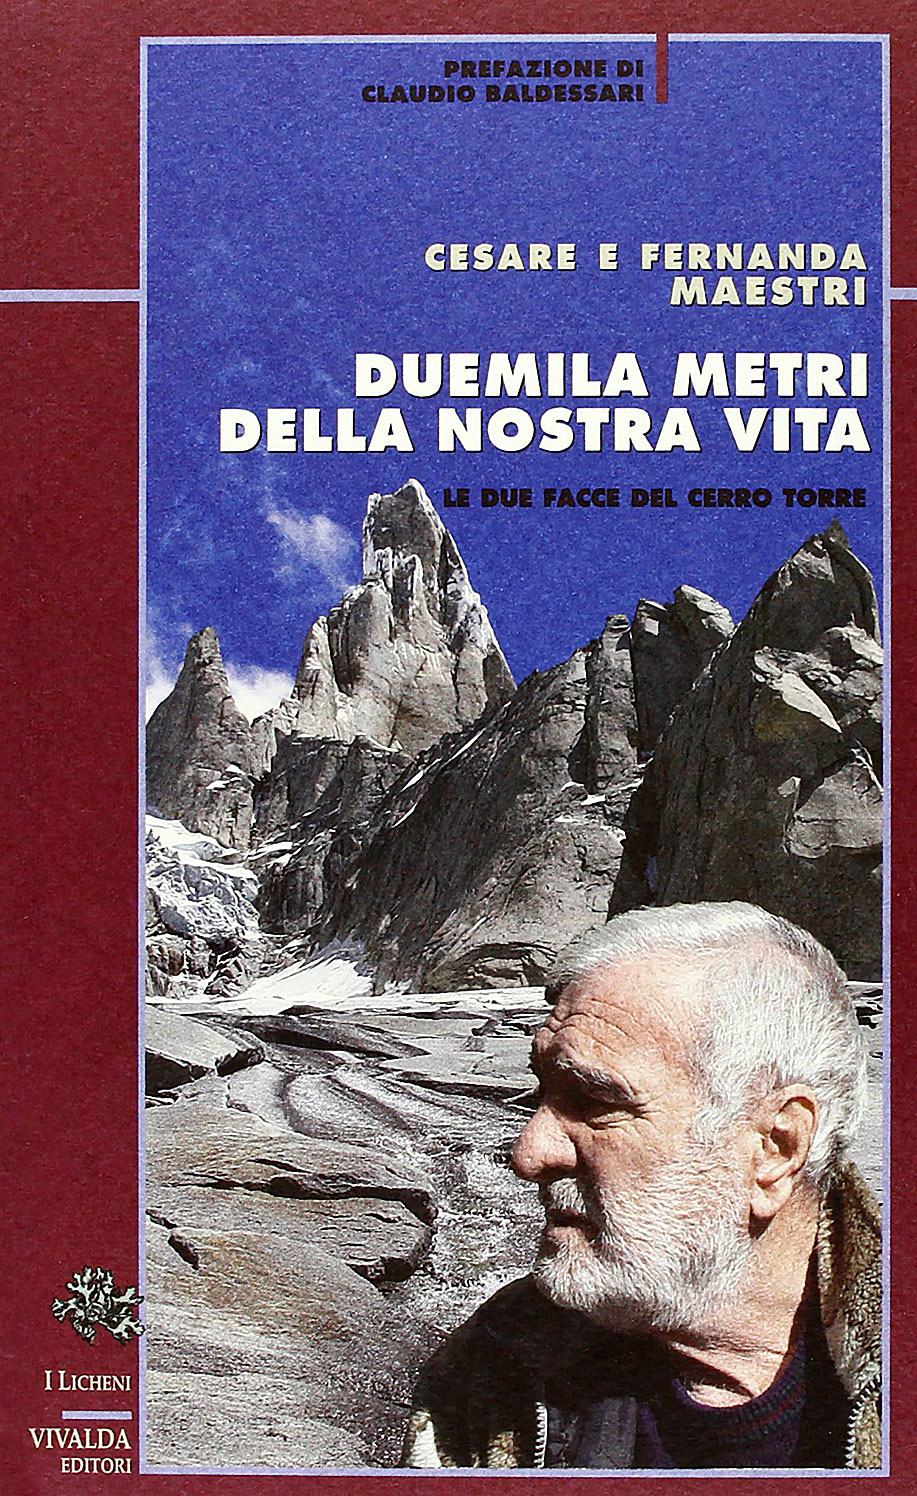 PREFAZIONE DI
CLAUDIO BALDESSARI
CESARE E FERNANDA
MAESTRI
DUEMILA METRI
DELLA NOSTRA VITA
LE DUE FACCE DEL CERRO TORRE
I LICHENI
VIVALDA
EDITORI